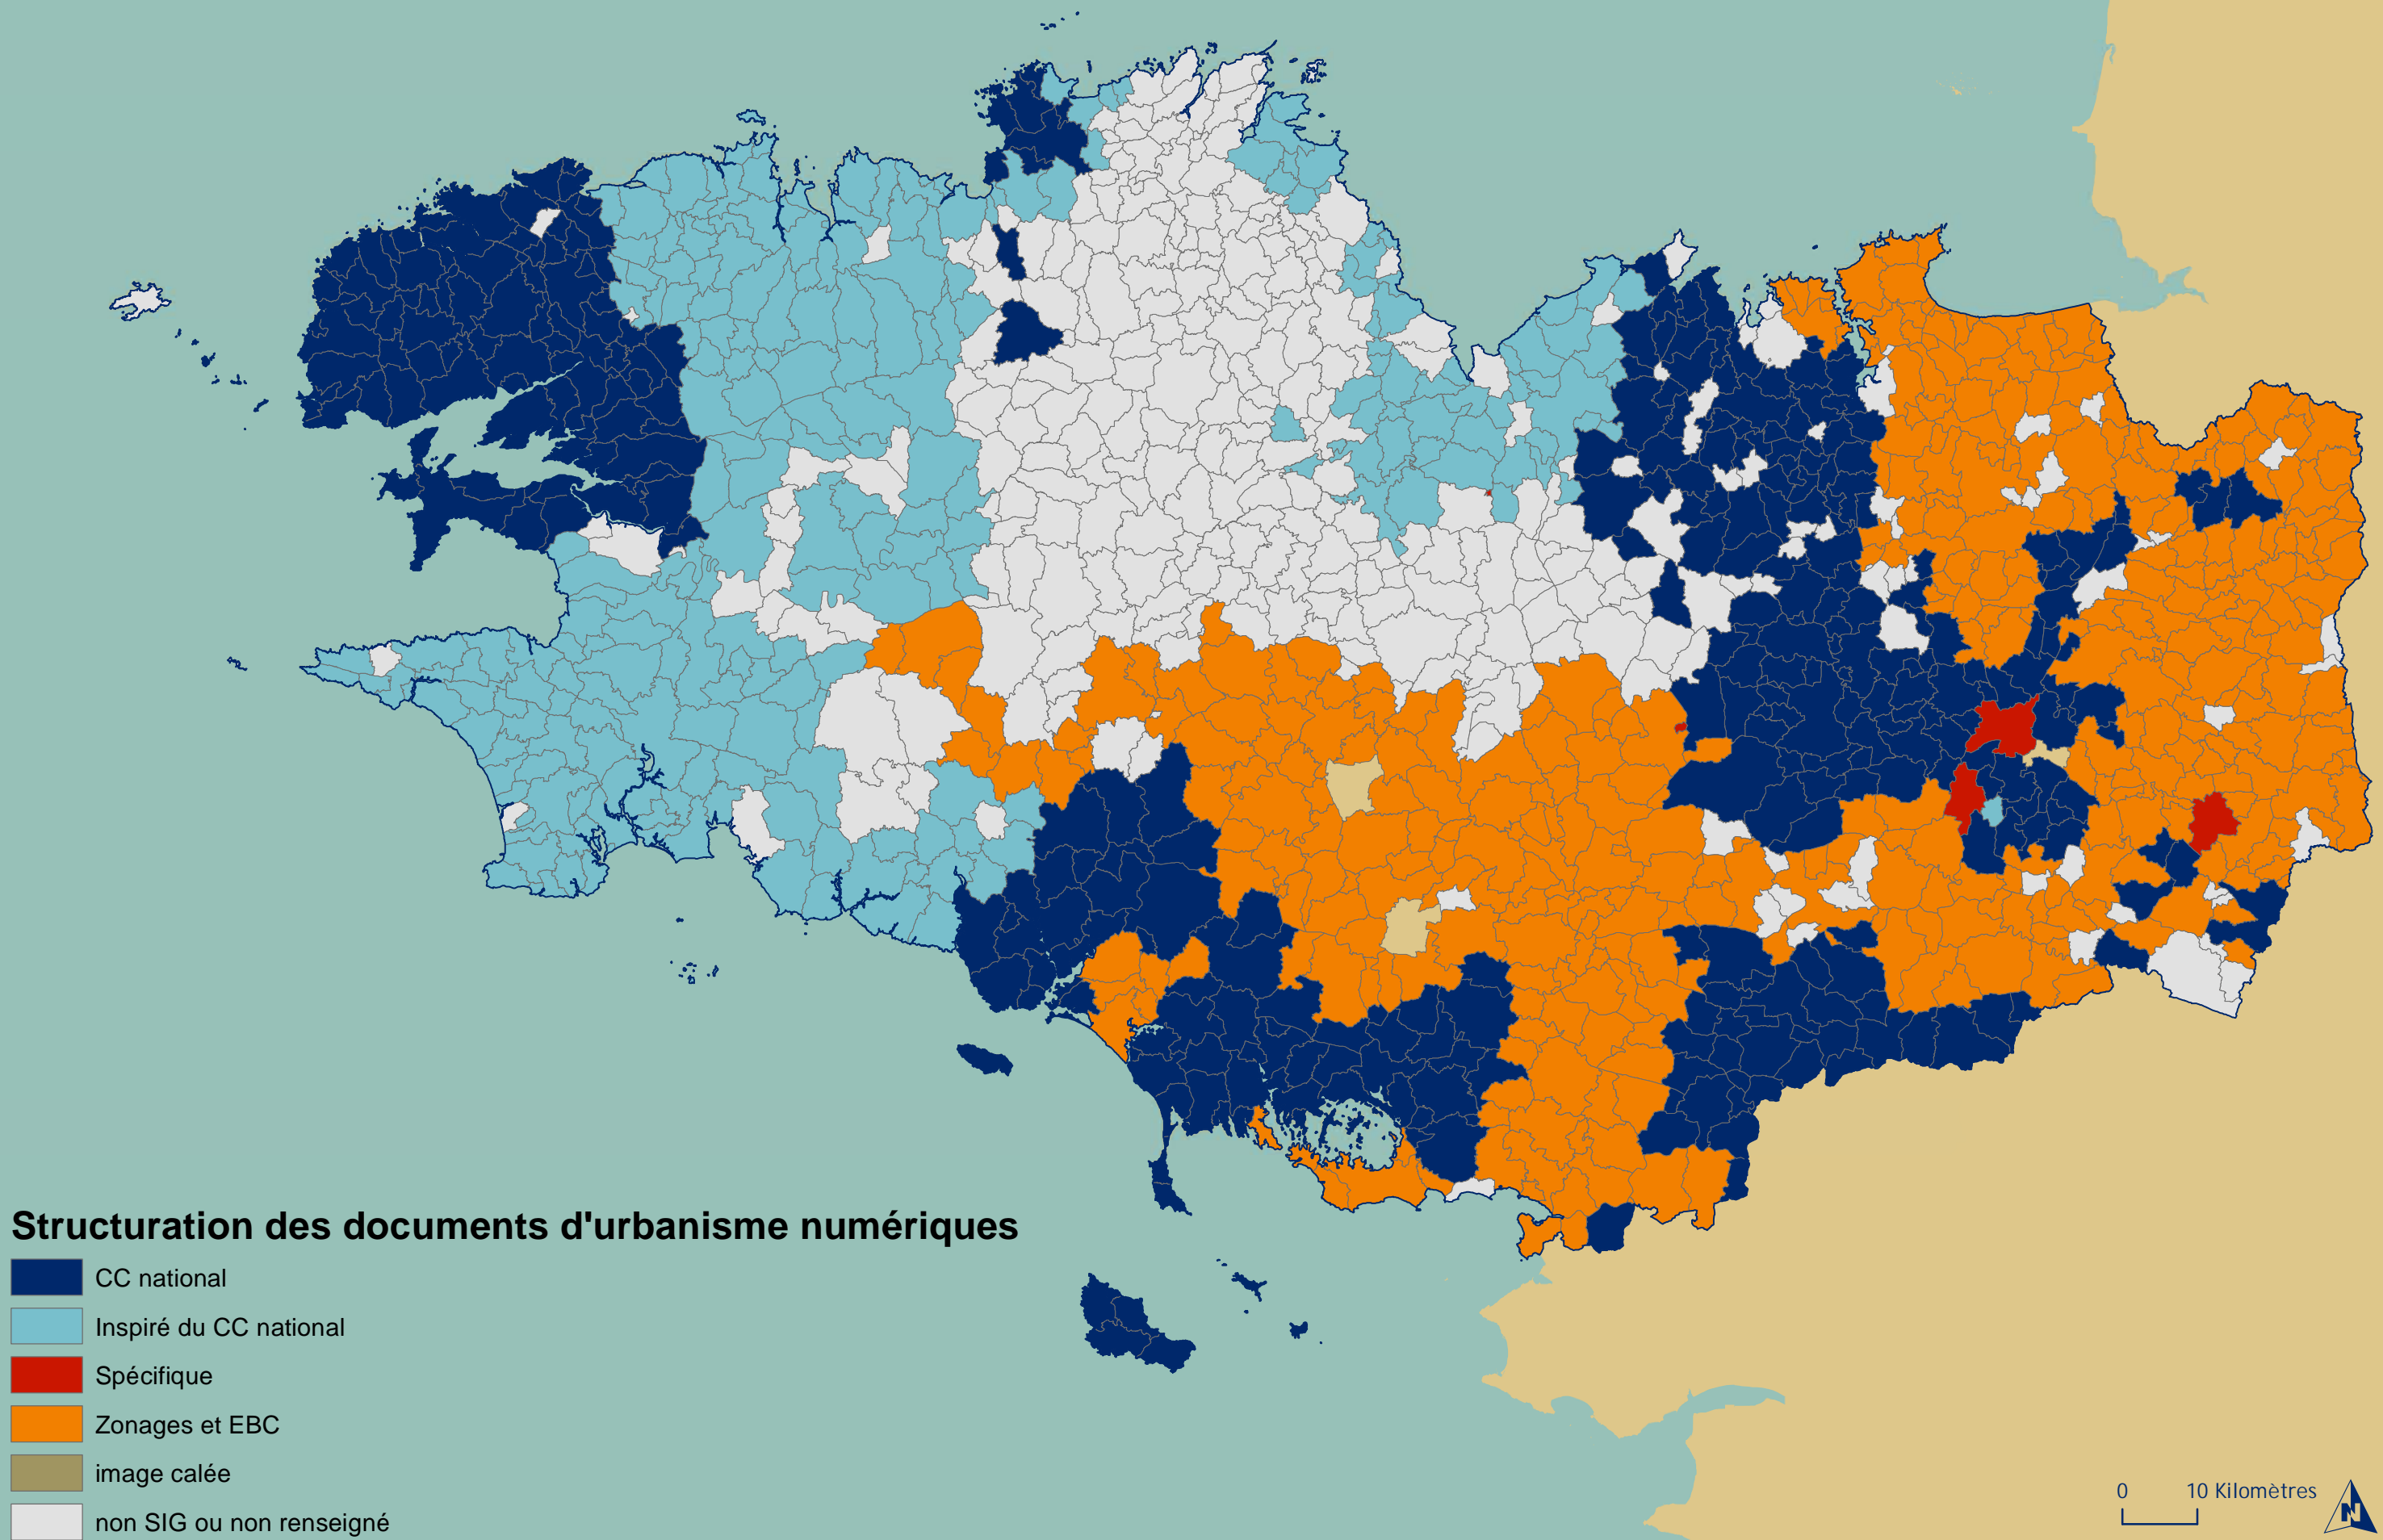 Structuration des documents d'urbanisme numériques
CC national
Inspiré du CC national
Spécifique
Zonages et EBC
image calée
non SIG ou non renseigné
0 10 Kilomètres
N